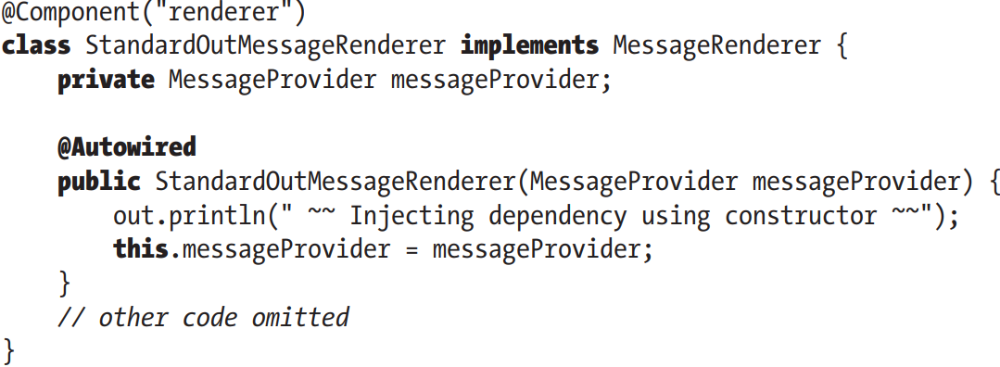 @Component("renderer")
class StandardOutMessageRenderer implements MessageRenderer {
    private MessageProvider messageProvider;

    @Autowired
    public StandardOutMessageRenderer(MessageProvider messageProvider) {
        out.println(" ~~ Injecting dependency using constructor ~~");
        this.messageProvider = messageProvider;
    }
    // other code omitted
}